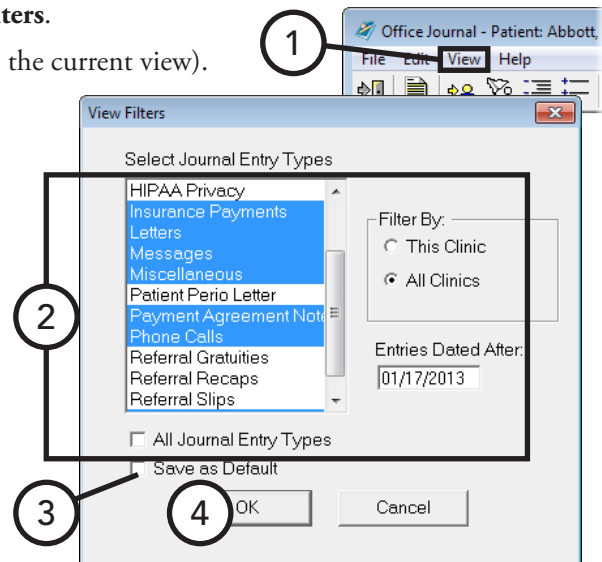 lters.
the current view).
1
Office Journal - Patient: Abbott,
File Edit View Help
View Filters
Select Journal Entry Types
HIPAA Privacy
Insurance Payments
Letters
Messages
Miscellaneous
Patient Perio Letter
Payment Agreement Note
Phone Calls
Referral Gratuities
Referral Recaps
Referral Slips
Filter By:
This Clinic
All Clinics
Entries Dated After:
01/17/2013
2
All Journal Entry Types
Save as Default
3
4
OK
Cancel